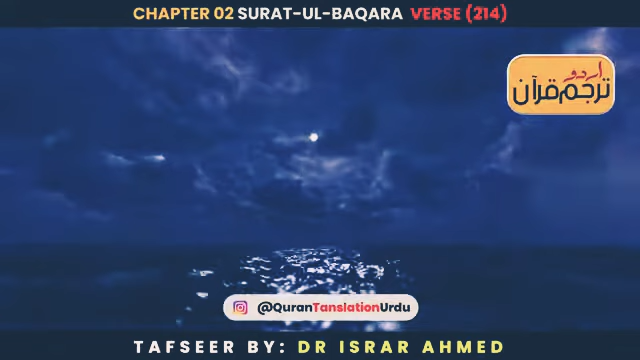 CHAPTER 02 SURAT-UL-BAQARA VERSE (214)
اردو
ترجمہ قرآن
@QuranTanslationUrdu
TAFSEER BY: DR ISRAR AHMED